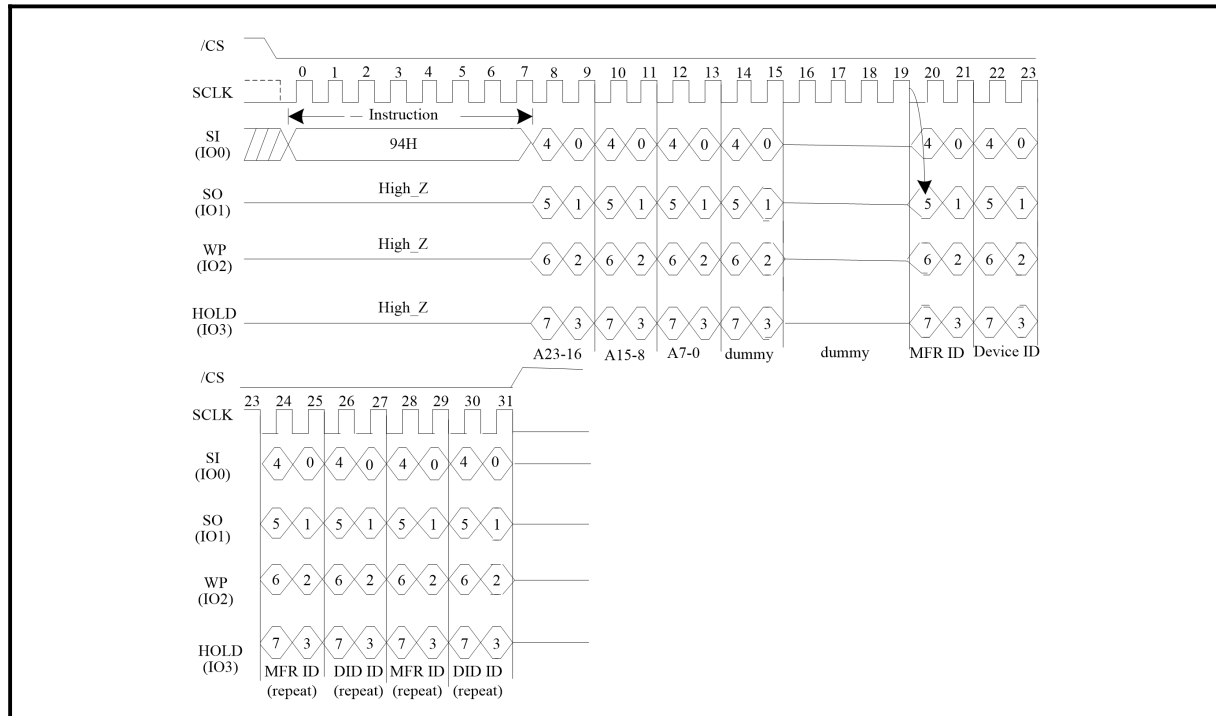 /CS
0 1 2 3 4 5 6 7 8 9 10 11 12 13 14 15 16 17 18 19 20 21 22 23
SCLK
Instruction
SI
(IO0)
94H
4 0 4 0 4 0 4 0 4 0 4 0
SO
(IO1)
High_Z
5 1 5 1 5 1 5 1 5 1 5 1
WP
(IO2)
High_Z
6 2 6 2 6 2 6 2 6 2 6 2
HOLD
(IO3)
High_Z
7 3 7 3 7 3 7 3 7 3 7 3
A23-16 A15-8 A7-0 dummy dummy MFR ID Device ID
/CS
23 24 25 26 27 28 29 30 31
SCLK
SI
(IO0)
4 0 4 0 4 0 4 0
SO
(IO1)
5 1 5 1 5 1 5 1
WP
(IO2)
6 2 6 2 6 2 6 2
HOLD
(IO3)
7 3 7 3 7 3 7 3
MFR ID DID ID MFR ID DID ID
(repeat) (repeat) (repeat) (repeat)